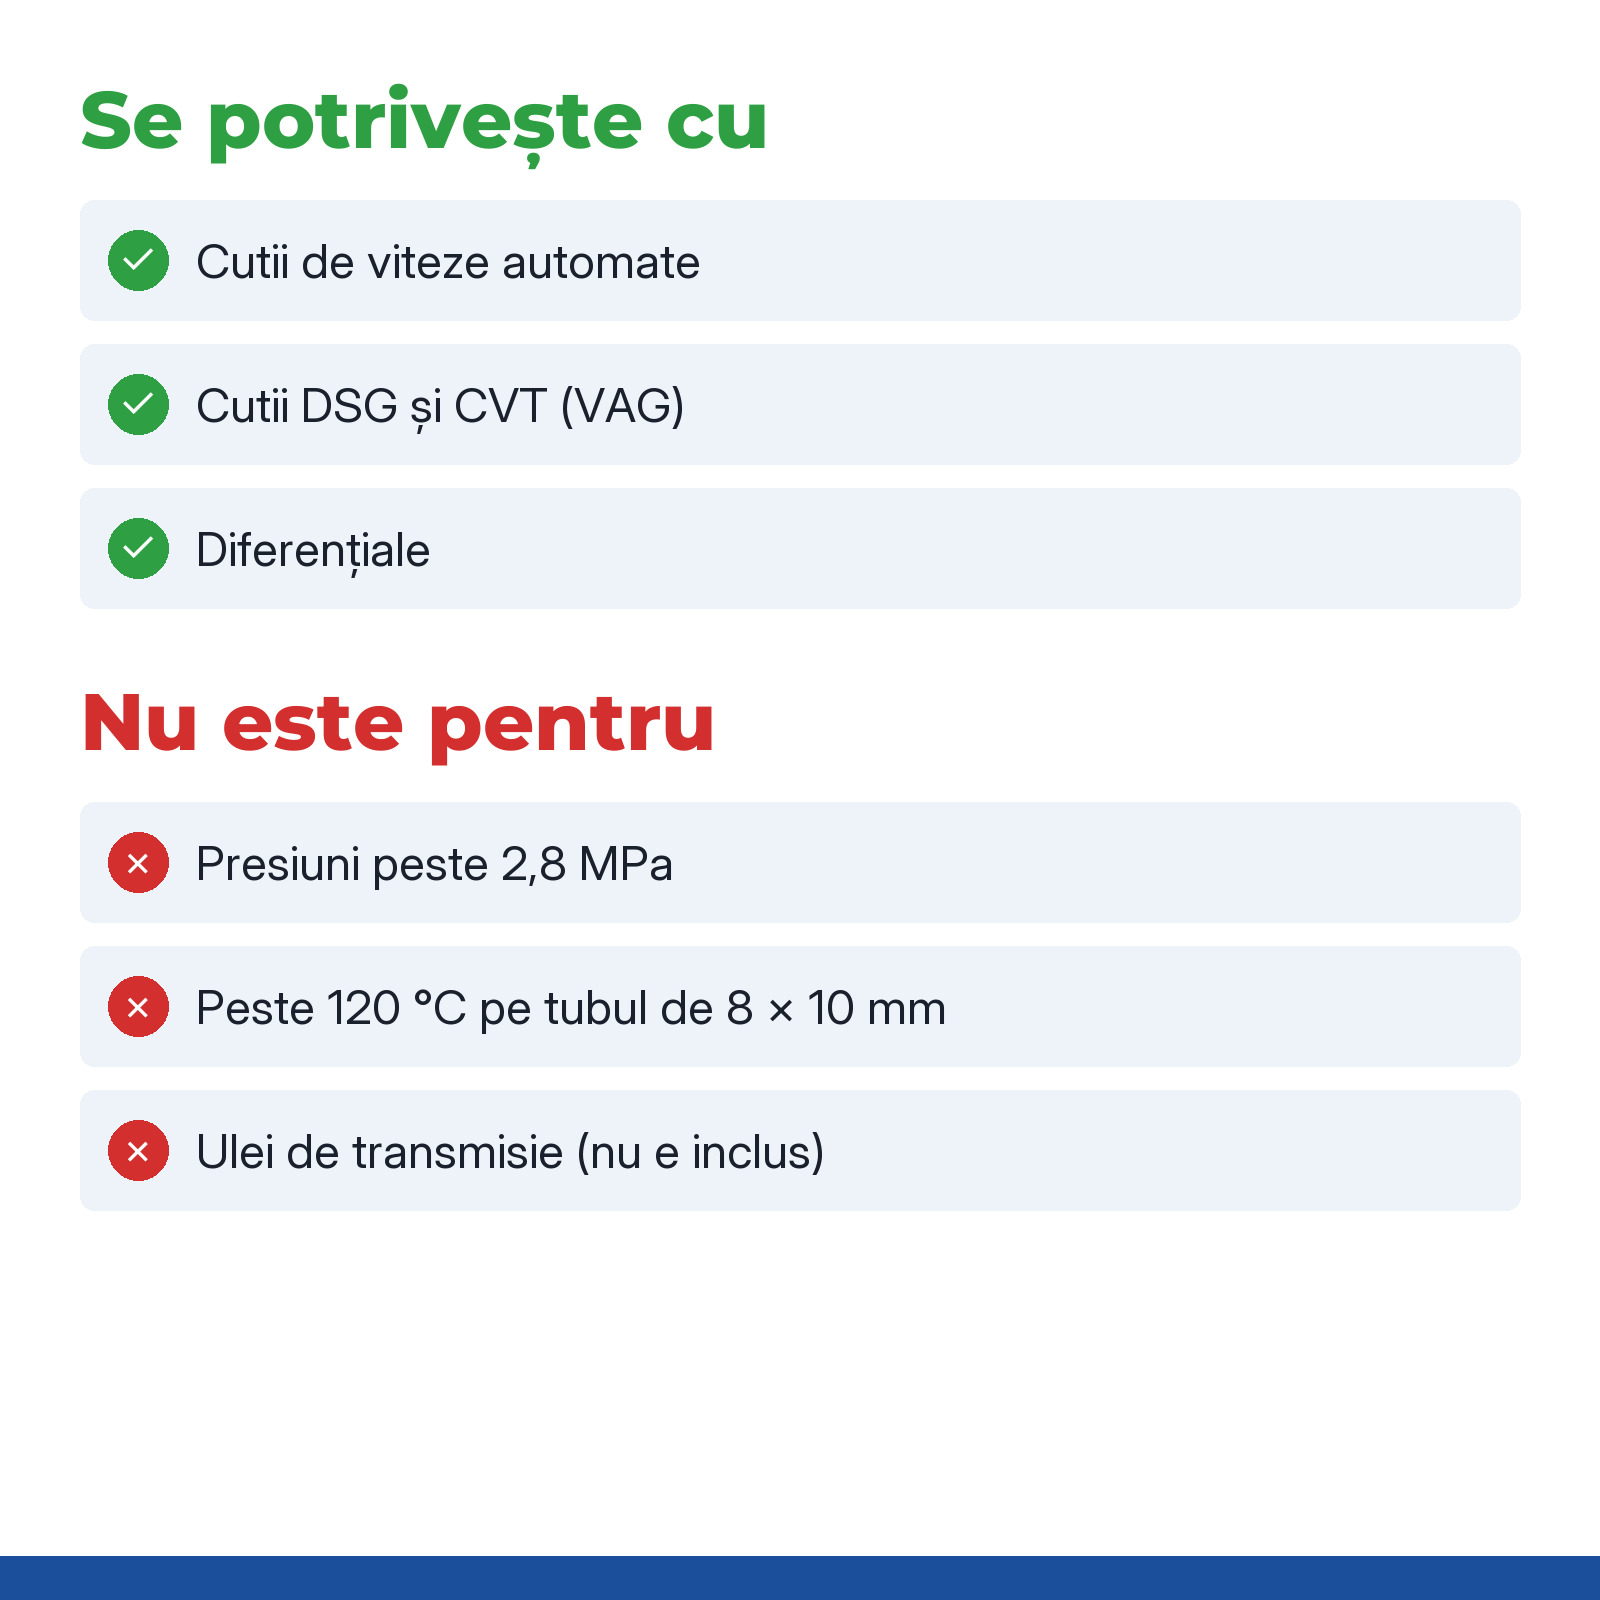 Se potrivește cu
Cutii de viteze automate
Cutii DSG și CVT (VAG)
Diferențiale
Nu este pentru
Presiuni peste 2,8 MPa
Peste 120 °C pe tubul de 8 × 10 mm
Ulei de transmisie (nu e inclus)